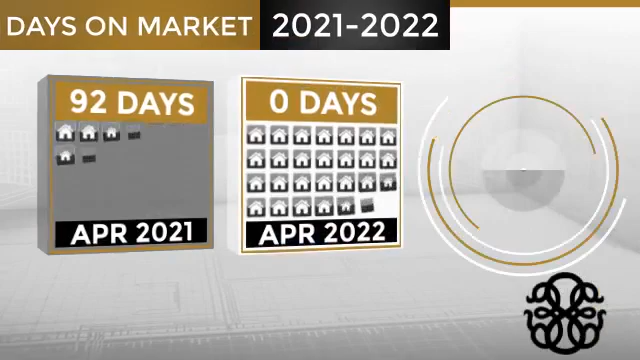 DAYS ON MARKET
2021-2022
92 DAYS
APR 2021
0 DAYS
APR 2022